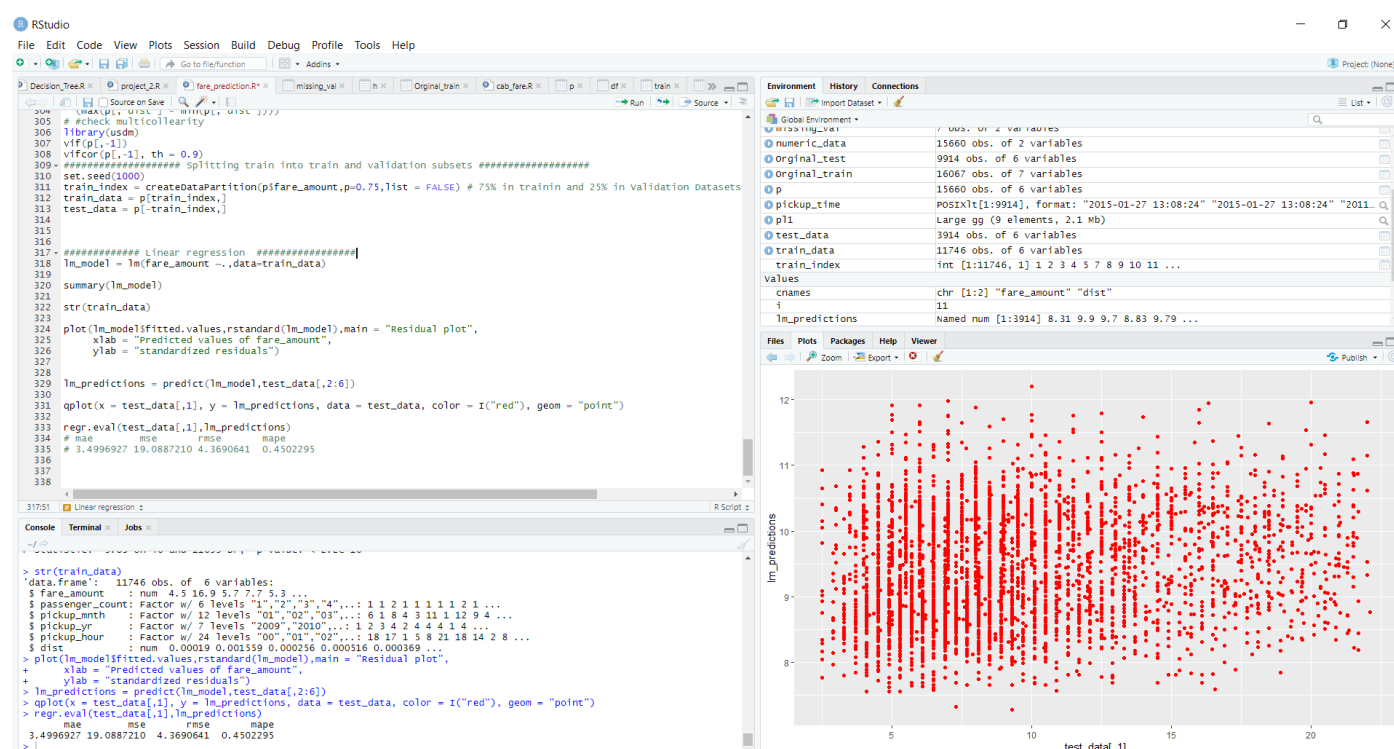 RStudio
File Edit Code View Plots Session Build Debug Profile Tools Help
Go to file/function Addins
Project: (None)
Decision_Tree.R project_2.R fare_prediction.R* missing_val h Orginal_train cab_fare.R p df train
Source on Save Run Source
305 # #check multicollearity
306 library(usdm)
307 vif(p[,-1])
308 vifcor(p[,-1], th = 0.9)
309 #################### Splitting train into train and validation subsets ###################
310 set.seed(1000)
311 train_index = createDataPartition(p$fare_amount,p=0.75,list = FALSE) # 75% in trainin and 25% in Validation Datasets
312 train_data = p[train_index,]
313 test_data = p[-train_index,]
314
315
316
317 ############# Linear regression #################
318 lm_model = lm(fare_amount ~.,data=train_data)
319
320 summary(lm_model)
321
322 str(train_data)
323
324 plot(lm_model$fitted.values,rstandard(lm_model),main = "Residual plot",
325 xlab = "Predicted values of fare_amount",
326 ylab = "standardized residuals")
327
328
329 lm_predictions = predict(lm_model,test_data[,2:6])
330
331 qplot(x = test_data[,1], y = lm_predictions, data = test_data, color = I("red"), geom = "point")
332
333 regr.eval(test_data[,1],lm_predictions)
334 # mae mse rmse mape
335 # 3.4996927 19.0887210 4.3690641 0.4502295
336
337
338
317:51 Linear regression R Script
Console Terminal Jobs
~/
> str(train_data)
'data.frame': 11746 obs. of 6 variables:
$ fare_amount : num 4.5 16.9 5.7 7.7 5.3 ...
$ passenger_count: Factor w/ 6 levels "1","2","3","4",..: 1 1 2 1 1 1 1 1 2 1 ...
$ pickup_mnth : Factor w/ 12 levels "01","02","03",..: 6 1 8 4 3 11 1 12 9 4 ...
$ pickup_yr : Factor w/ 7 levels "2009","2010",..: 1 2 3 4 2 4 4 4 1 4 ...
$ pickup_hour : Factor w/ 24 levels "00","01","02",..: 18 17 1 5 8 21 18 14 2 8 ...
$ dist : num 0.00019 0.001559 0.000256 0.000516 0.000369 ...
> plot(lm_model$fitted.values,rstandard(lm_model),main = "Residual plot",
+ xlab = "Predicted values of fare_amount",
+ ylab = "standardized residuals")
> lm_predictions = predict(lm_model,test_data[,2:6])
> qplot(x = test_data[,1], y = lm_predictions, data = test_data, color = I("red"), geom = "point")
> regr.eval(test_data[,1],lm_predictions)
mae mse rmse mape
3.4996927 19.0887210 4.3690641 0.4502295
>
Environment History Connections
Import Dataset List
Global Environment
missing_val 7 obs. of 2 variables
numeric_data 15660 obs. of 2 variables
Orginal_test 9914 obs. of 6 variables
Orginal_train 16067 obs. of 7 variables
p 15660 obs. of 6 variables
pickup_time POSIXlt[1:9914], format: "2015-01-27 13:08:24" "2015-01-27 13:08:24" "2011...
pl1 Large gg (9 elements, 2.1 Mb)
test_data 3914 obs. of 6 variables
train_data 11746 obs. of 6 variables
train_index int [1:11746, 1] 1 2 3 4 5 7 8 9 10 11 ...
Values
cnames chr [1:2] "fare_amount" "dist"
i 11
lm_predictions Named num [1:3914] 8.31 9.9 9.7 8.83 9.79 ...
Files Plots Packages Help Viewer
Zoom Export Publish
12
11
10
9
8
lm_predictions
5 10 15 20
test_data[, 1]